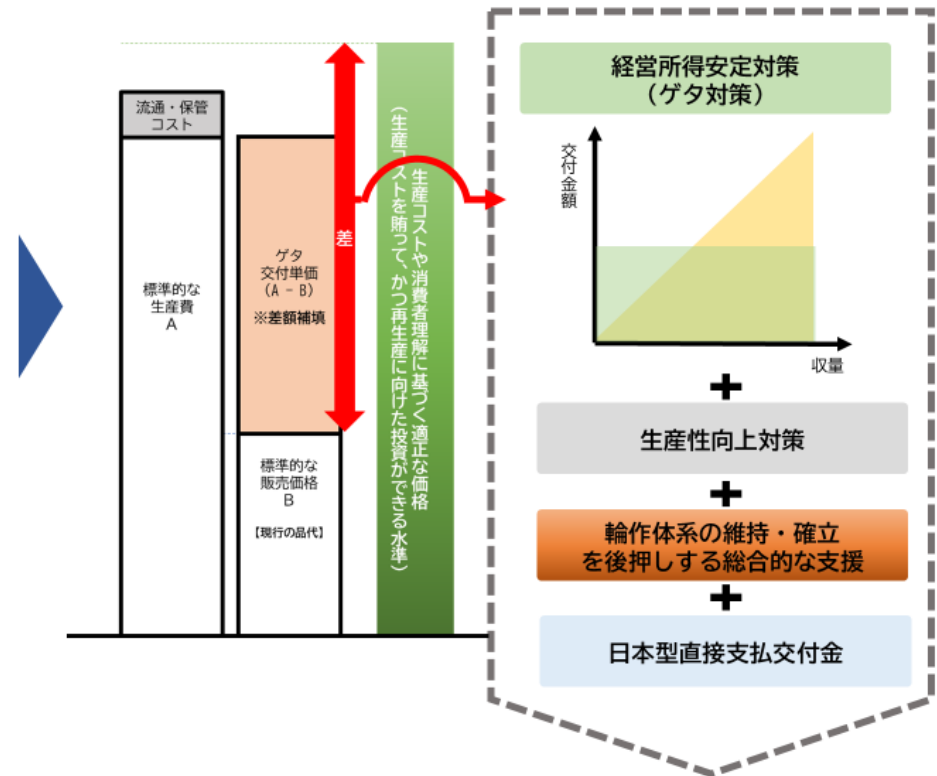 流通・保管
コスト
標準的な
生産費
A
ゲタ
交付単価
(A － B)
※差額補填
標準的な
販売価格
B
【現行の品代】
差
生産コストや消費者理解に基づく適正な価格
（生産コストを賄って、かつ再生産に向けた投資ができる水準）
経営所得安定対策
（ゲタ対策）
交付金額
収量
＋
生産性向上対策
＋
輪作体系の維持・確立
を後押しする総合的な支援
＋
日本型直接支払交付金